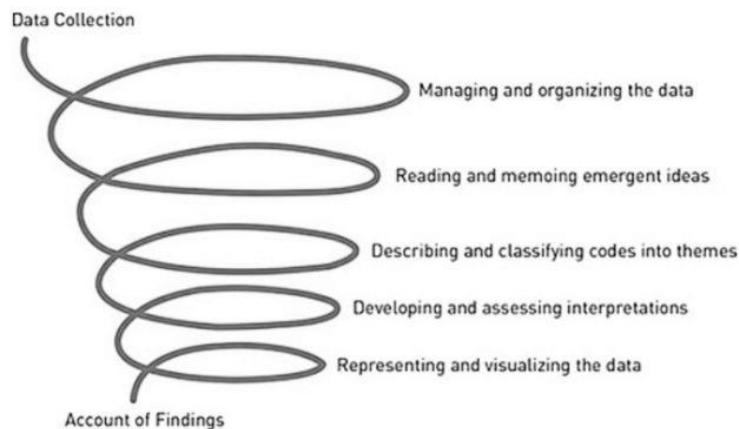 Data Collection
Managing and organizing the data
Reading and memoing emergent ideas
Describing and classifying codes into themes
Developing and assessing interpretations
Representing and visualizing the data
Account of Findings